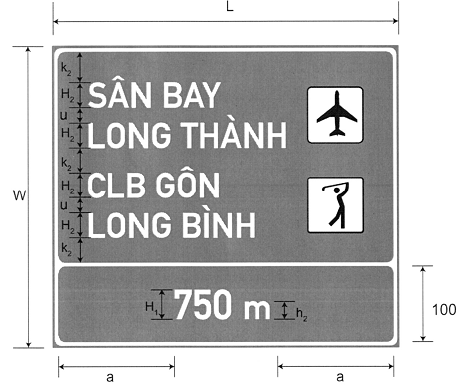 L
k2
H2
SÂN BAY
u
H2
LONG THÀNH
k2
W
H2
CLB GÔN
u
H2
LONG BÌNH
k2
H1
750 m
h2
100
a
a